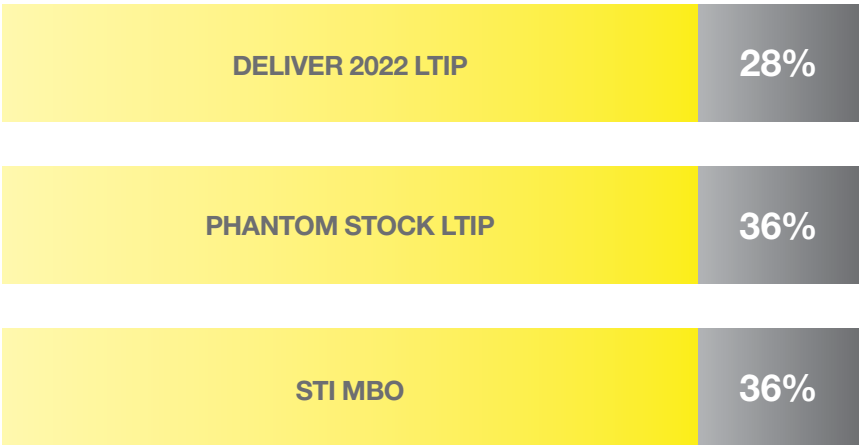 DELIVER 2022 LTIP 28%
PHANTOM STOCK LTIP 36%
STI MBO 36%